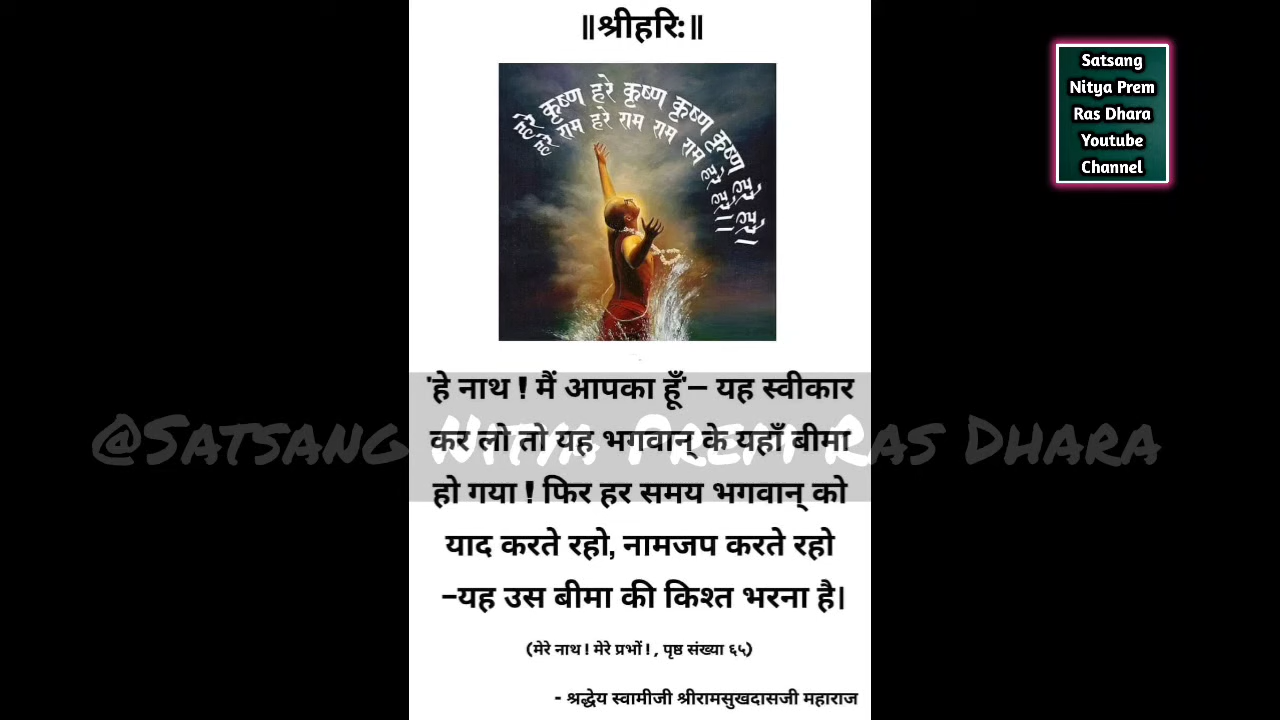 ॥श्रीहरि:॥
हरे कृष्ण हरे कृष्ण कृष्ण कृष्ण हरे हरे।
हरे राम हरे राम राम राम हरे हरे।।
Satsang
Nitya Prem
Ras Dhara
Youtube
Channel
'हे नाथ ! मैं आपका हूँ'– यह स्वीकार
कर लो तो यह भगवान् के यहाँ बीमा
@Satsang Nitya Prem Ras Dhara
हो गया ! फिर हर समय भगवान् को
याद करते रहो, नामजप करते रहो
-यह उस बीमा की किश्त भरना है।
(मेरे नाथ ! मेरे प्रभों ! , पृष्ठ संख्या ६५)
- श्रद्धेय स्वामीजी श्रीरामसुखदासजी महाराज